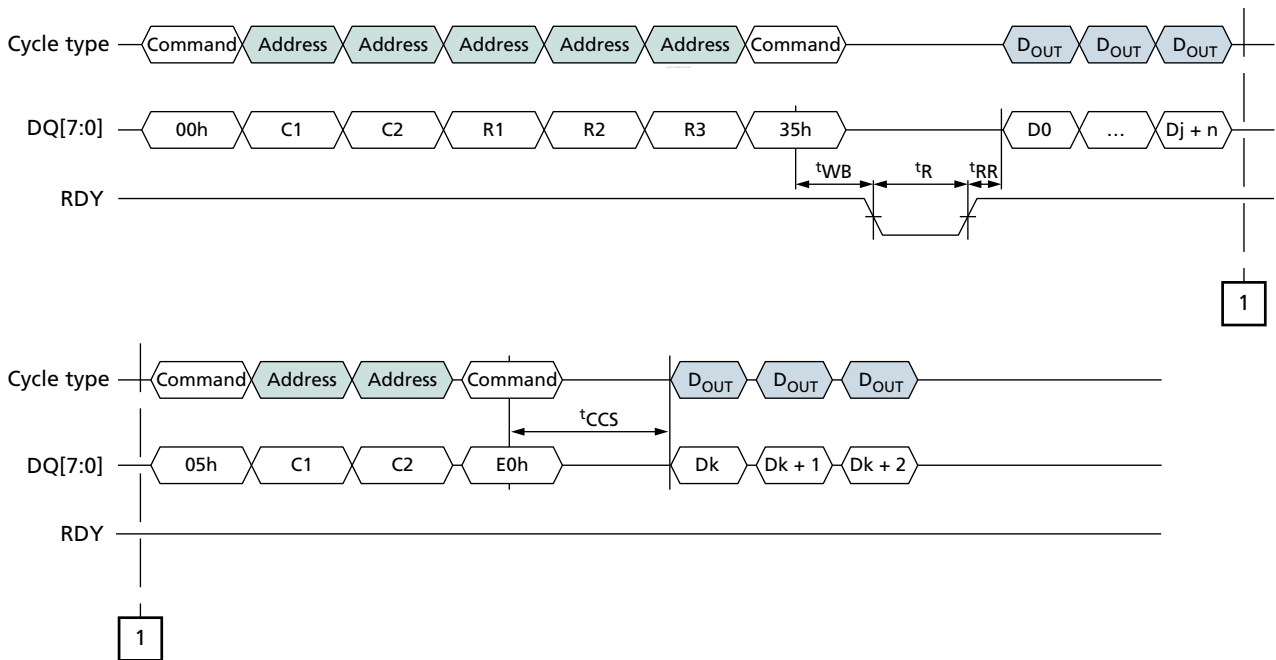 Cycle type Command Address Address Address Address Address Command DOUT DOUT DOUT
DQ[7:0] 00h C1 C2 R1 R2 R3 35h D0 ... Dj + n
tWB tR tRR
RDY
1
Cycle type Command Address Address Command DOUT DOUT DOUT
tCCS
DQ[7:0] 05h C1 C2 E0h Dk Dk + 1 Dk + 2
RDY
1